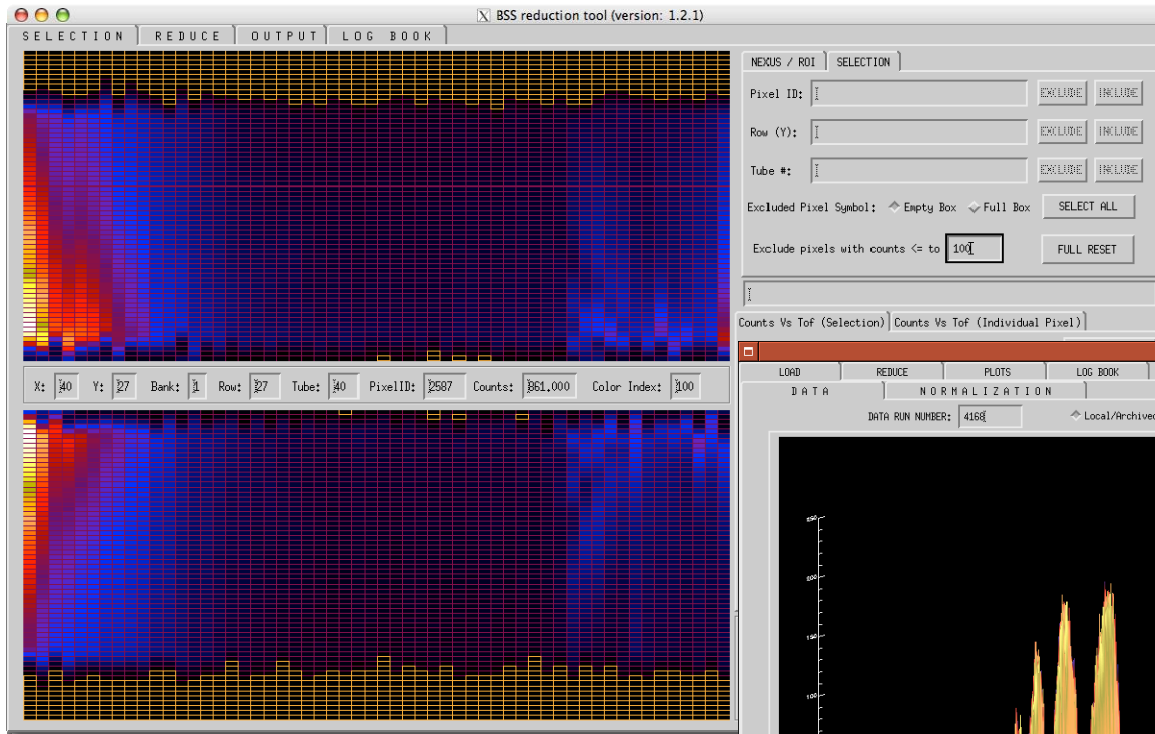 X BSS reduction tool (version: 1.2.1)
SELECTION REDUCE OUTPUT LOG BOOK
NEXUS / ROI SELECTION
Pixel ID: EXCLUDE INCLUDE
Row (Y): EXCLUDE INCLUDE
Tube #: EXCLUDE INCLUDE
Excluded Pixel Symbol: Empty Box Full Box SELECT ALL
Exclude pixels with counts <= to 100 FULL RESET
Counts Vs Tof (Selection) Counts Vs Tof (Individual Pixel)
X: 40 Y: 27 Bank: 1 Row: 27 Tube: 40 PixelID: 2587 Counts: 861.000 Color Index: 100
LOAD REDUCE PLOTS LOG BOOK
DATA NORMALIZATION
DATA RUN NUMBER: 4168 Local/Archived
250
200
150
100